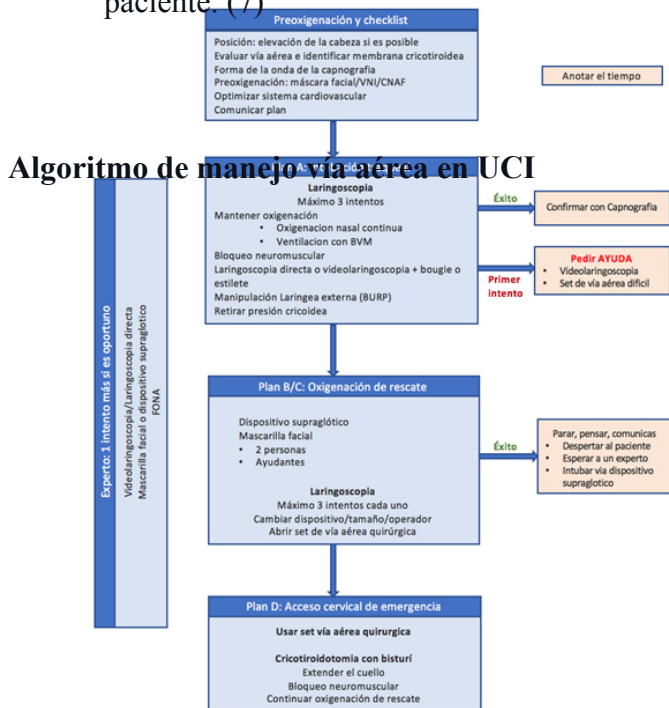 paciente. (7)
Preoxigenación y checklist
Posición: elevación de la cabeza si es posible
Evaluar vía aérea e identificar membrana cricotiroidea
Forma de la onda de la capnografia
Preoxigenación: máscara facial/VNI/CNAF
Optimizar sistema cardiovascular
Comunicar plan
Anotar el tiempo
Algoritmo de manejo vía aérea en UCI
Laringoscopia
Máximo 3 intentos
Mantener oxigenación
• Oxigenacion nasal continua
• Ventilacion con BVM
Bloqueo neuromuscular
Laringoscopia directa o videolaringoscopia + bougie o
estilete
Manipulación Laringea externa (BURP)
Retirar presión cricoidea
Éxito
Confirmar con Capnografia
Primer
intento
Pedir AYUDA
• Videolaringoscopia
• Set de vía aérea dificil
Experto: 1 intento más si es oportuno
Videolaringoscopia/Laringoscopia directa
Mascarilla facial o dispositivo supraglotico
FONA
Plan B/C: Oxigenación de rescate
Dispositivo supraglótico
Mascarilla facial
• 2 personas
• Ayudantes
Laringoscopia
Máximo 3 intentos cada uno
Cambiar dispositivo/tamaño/operador
Abrir set de vía aérea quirúrgica
Éxito
Parar, pensar, comunicas
• Despertar al paciente
• Esperar a un experto
• Intubar via dispositivo
supraglotico
Plan D: Acceso cervical de emergencia
Usar set vía aérea quirurgica
Cricotiroidotomia con bisturí
Extender el cuello
Bloqueo neuromuscular
Continuar oxigenación de rescate